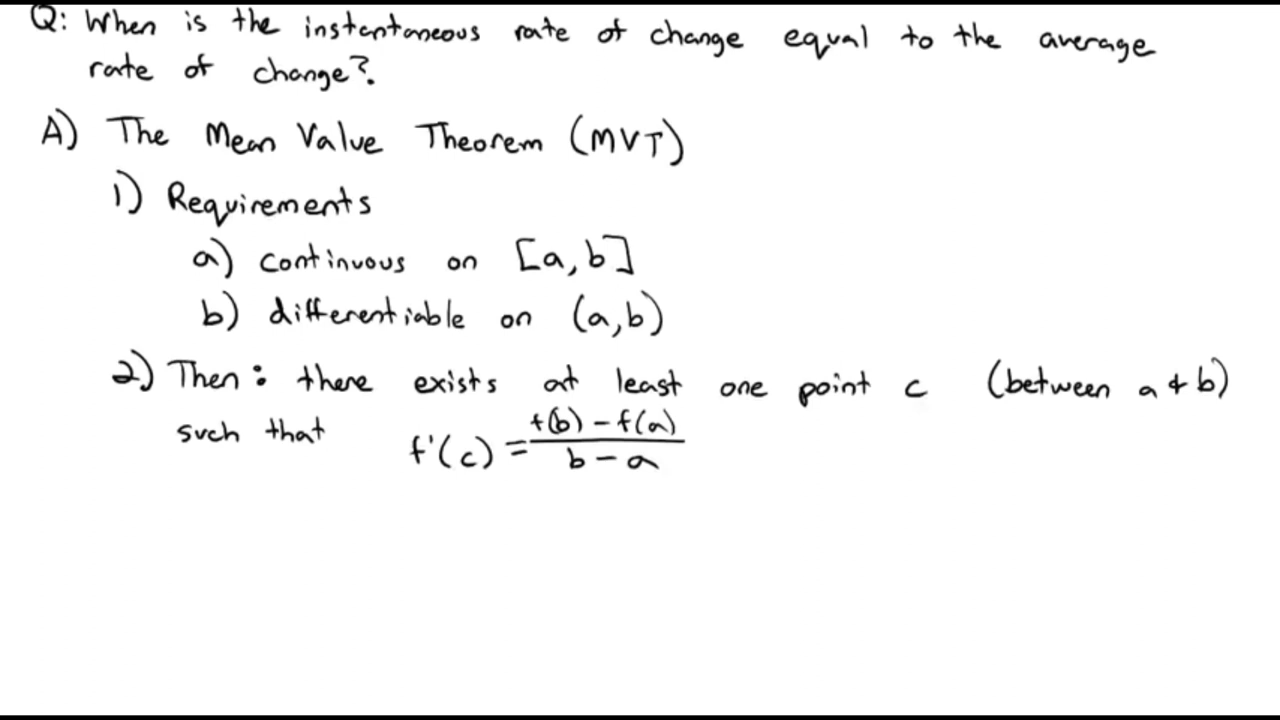 Q: When is the instantaneous rate of change equal to the average
rate of change?
A) The Mean Value Theorem (MVT)
1) Requirements
a) continuous on [a, b]
b) differentiable on (a, b)
2) Then: there exists at least one point c (between a & b)
such that f'(c) = f(b) - f(a) / b - a